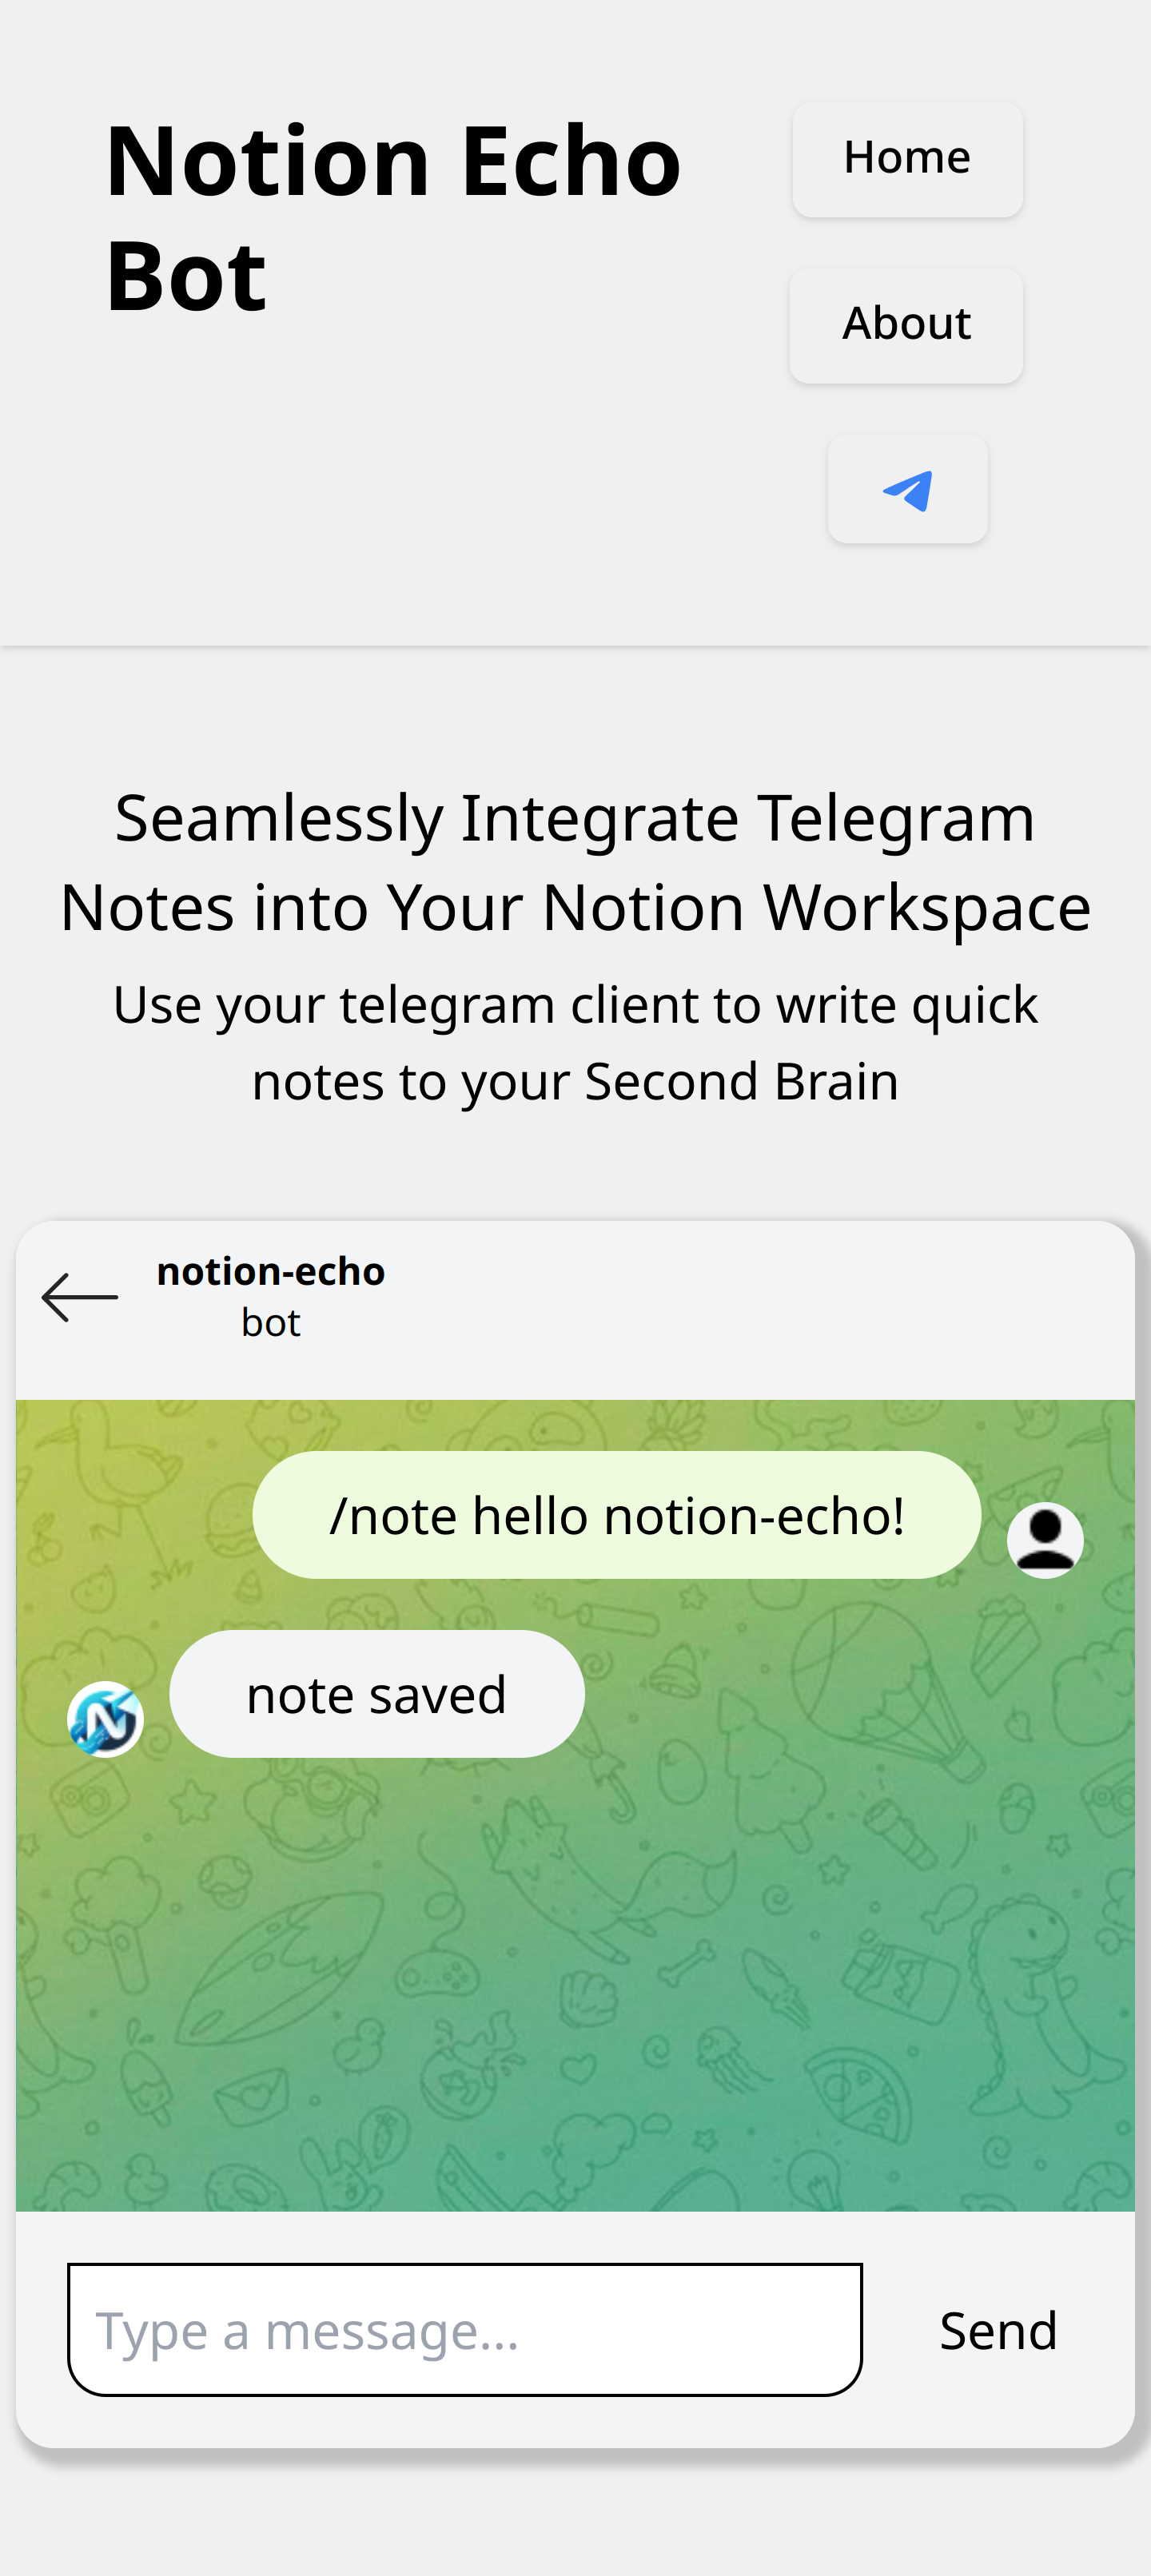 Notion Echo
Bot
Home
About
Seamlessly Integrate Telegram
Notes into Your Notion Workspace
Use your telegram client to write quick
notes to your Second Brain
notion-echo
bot
/note hello notion-echo!
note saved
Type a message...
Send